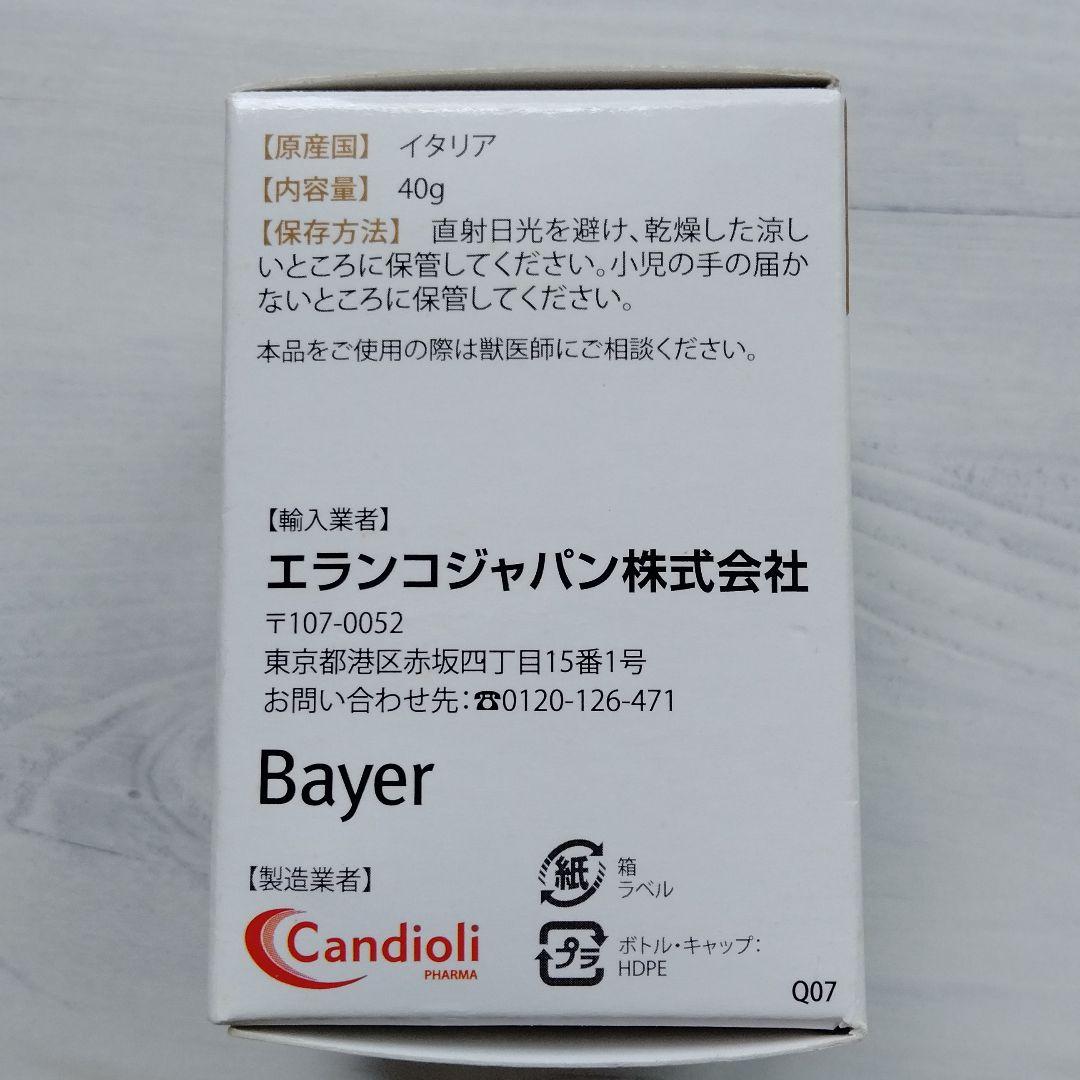 【原産国】 イタリア
【内容量】 40g
【保存方法】 直射日光を避け、乾燥した涼し
いところに保管してください。小児の手の届か
ないところに保管してください。
本品をご使用の際は獣医師にご相談ください。
【輸入業者】
エランコジャパン株式会社
〒107-0052
東京都港区赤坂四丁目15番1号
お問い合わせ先：☎0120-126-471
Bayer
【製造業者】
Candioli
PHARMA
紙
箱
ラベル
プラ
ボトル・キャップ：
HDPE
Q07